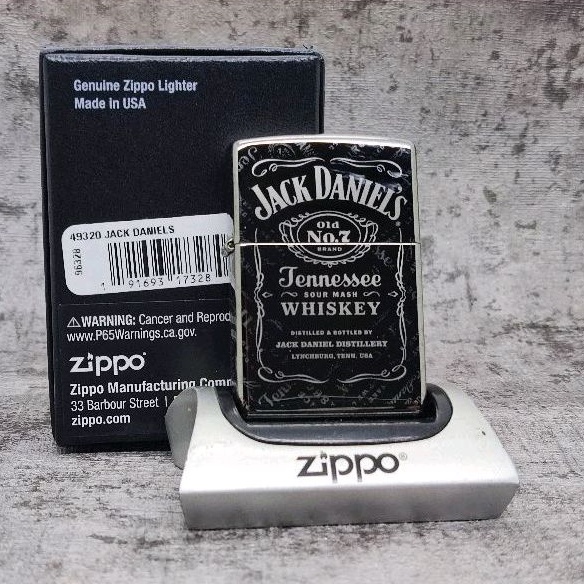 Genuine Zippo Lighter
Made in USA
49320 JACK DANIELS
96328
1 91693 17328
⚠WARNING: Cancer and Reprod
www.P65Warnings.ca.gov.
zippo®
Zippo Manufacturing Com
33 Barbour Street |
zippo.com
JACK DANIEL'S
Old
No.7
BRAND
Tennessee
SOUR MASH
WHISKEY
DISTILLED & BOTTLED BY
JACK DANIEL DISTILLERY
LYNCHBURG, TENN. USA
zippo®